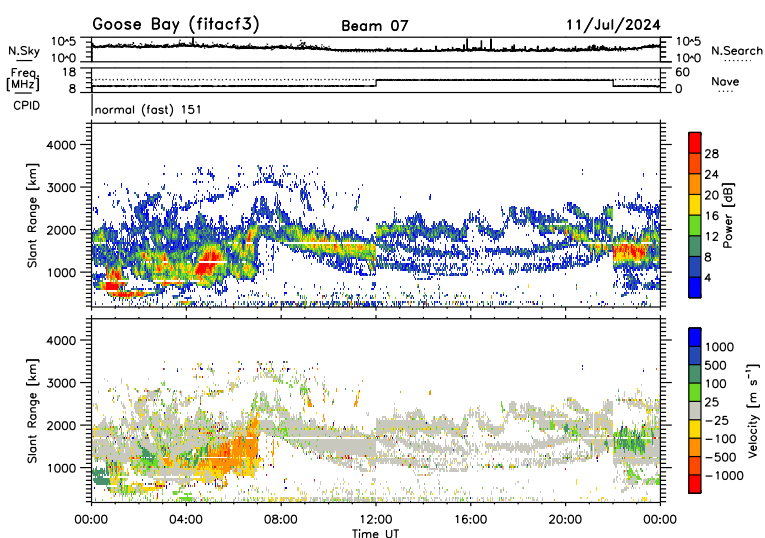 Goose Bay (fitacf3) Beam 07 11/Jul/2024
N.Sky 10^5 10^0 10^5 10^0 N.Search
Freq. [MHz] 18 8 60 0 Nave
CPID normal (fast) 151
Slant Range [km] 4000 3000 2000 1000
28 24 20 16 12 8 4 Power [dB]
Slant Range [km] 4000 3000 2000 1000
1000 500 100 25 -25 -100 -500 -1000 Velocity [m s⁻¹]
00:00 04:00 08:00 12:00 16:00 20:00 00:00
Time UT